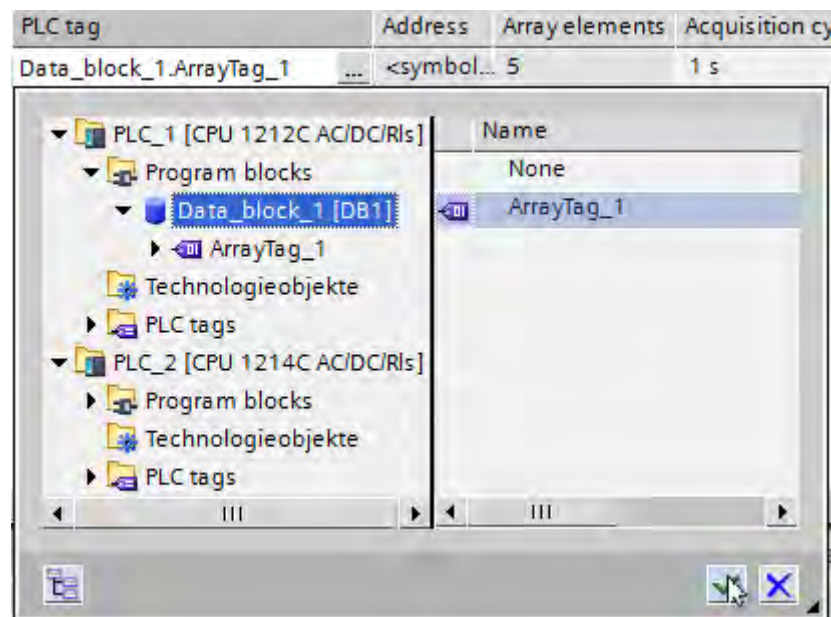 PLC tag Address Array elements Acquisition cy
Data_block_1.ArrayTag_1 ... <symbol... 5 1 s
PLC_1 [CPU 1212C AC/DC/Rls] Name
Program blocks None
Data_block_1 [DB1] ArrayTag_1
ArrayTag_1
Technologieobjekte
PLC tags
PLC_2 [CPU 1214C AC/DC/Rls]
Program blocks
Technologieobjekte
PLC tags